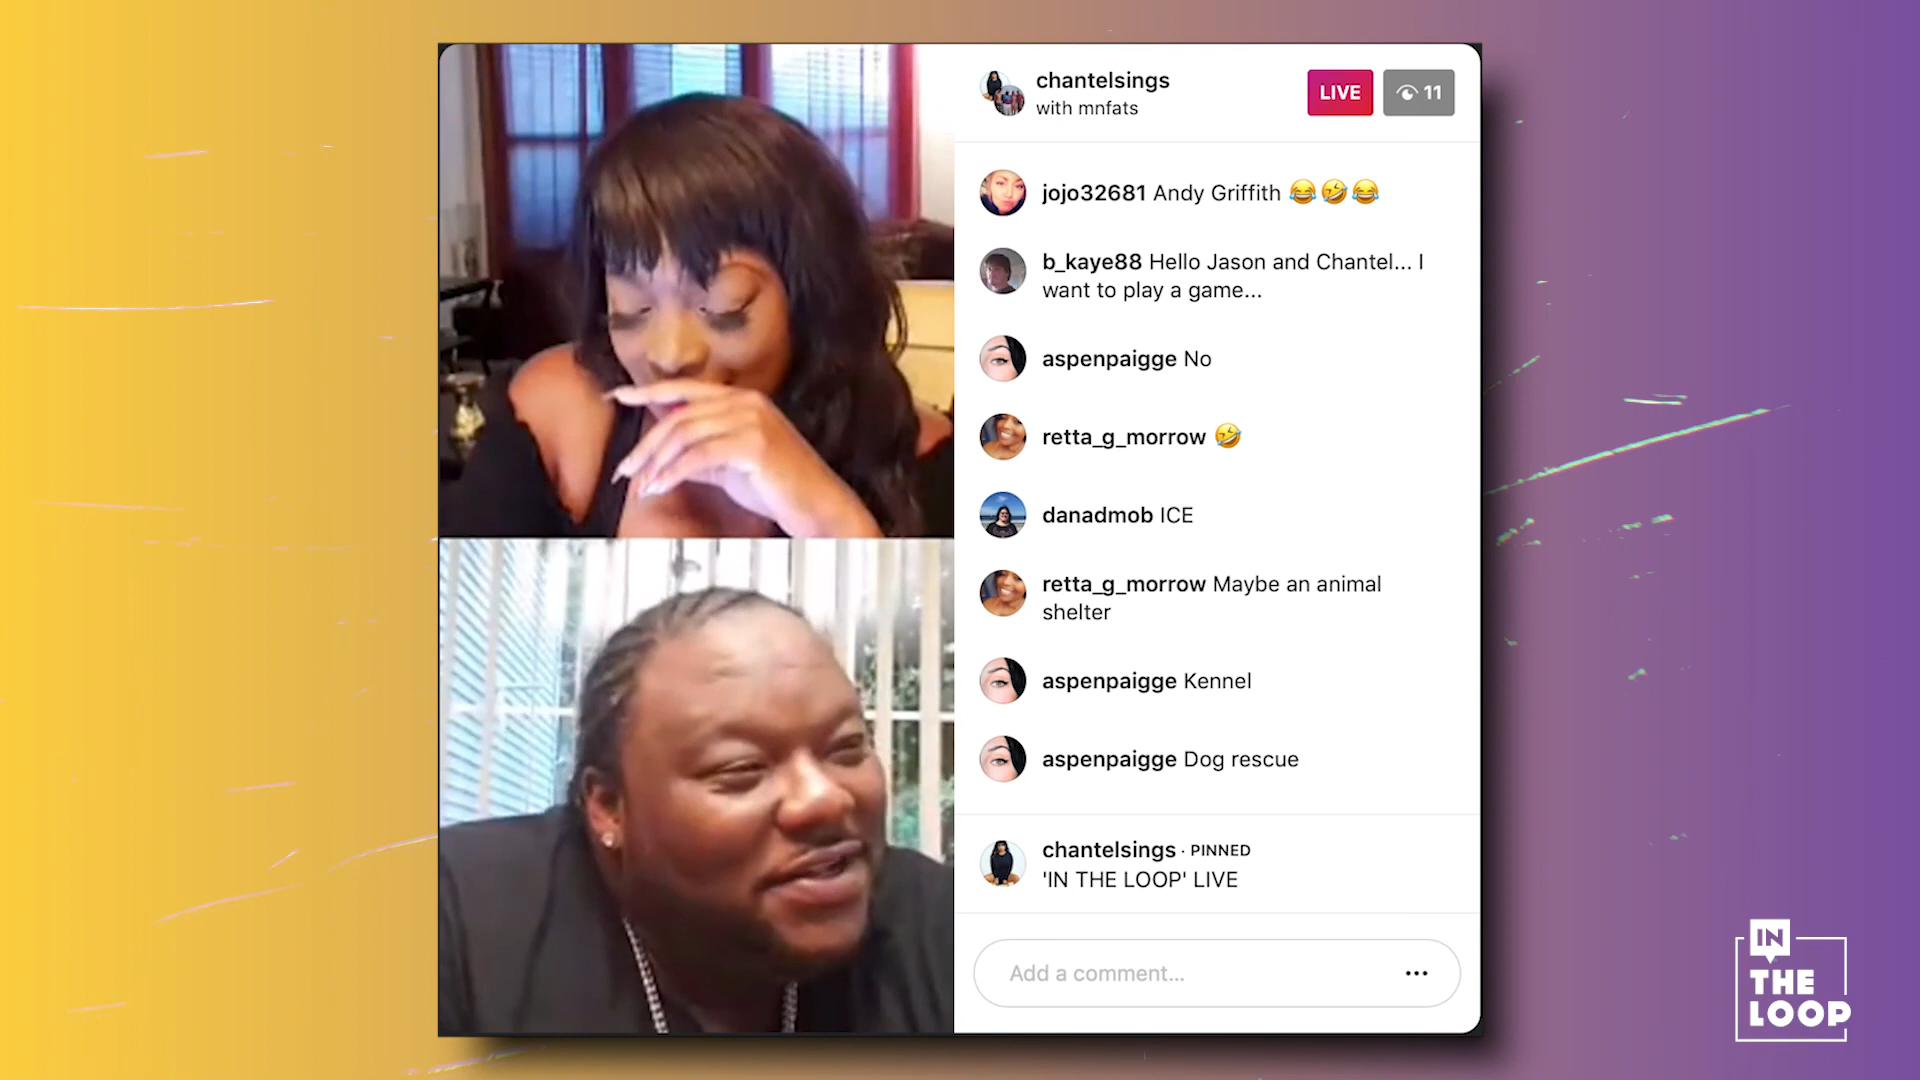 chantelsings
with mnfats
LIVE
11
jojo32681 Andy Griffith 😂🤣😂
b_kaye88 Hello Jason and Chantel... I
want to play a game...
aspenpaigge No
retta_g_morrow 🤣
danadmob ICE
retta_g_morrow Maybe an animal
shelter
aspenpaigge Kennel
aspenpaigge Dog rescue
chantelsings · PINNED
'IN THE LOOP' LIVE
Add a comment...
IN
THE
LOOP